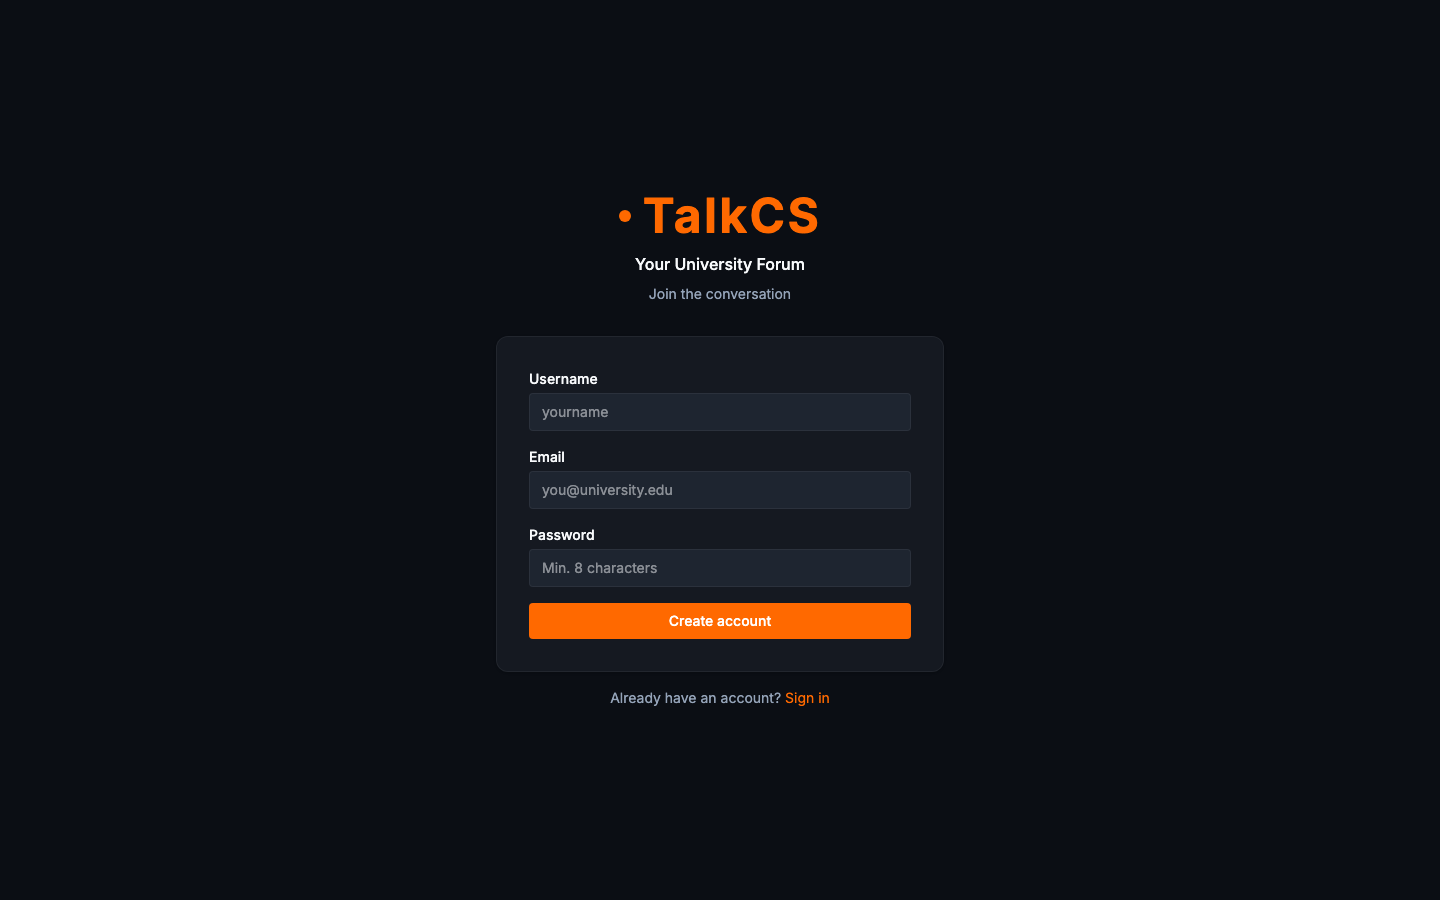 • TalkCS
Your University Forum
Join the conversation
Username
yourname
Email
you@university.edu
Password
Min. 8 characters
Create account
Already have an account? Sign in